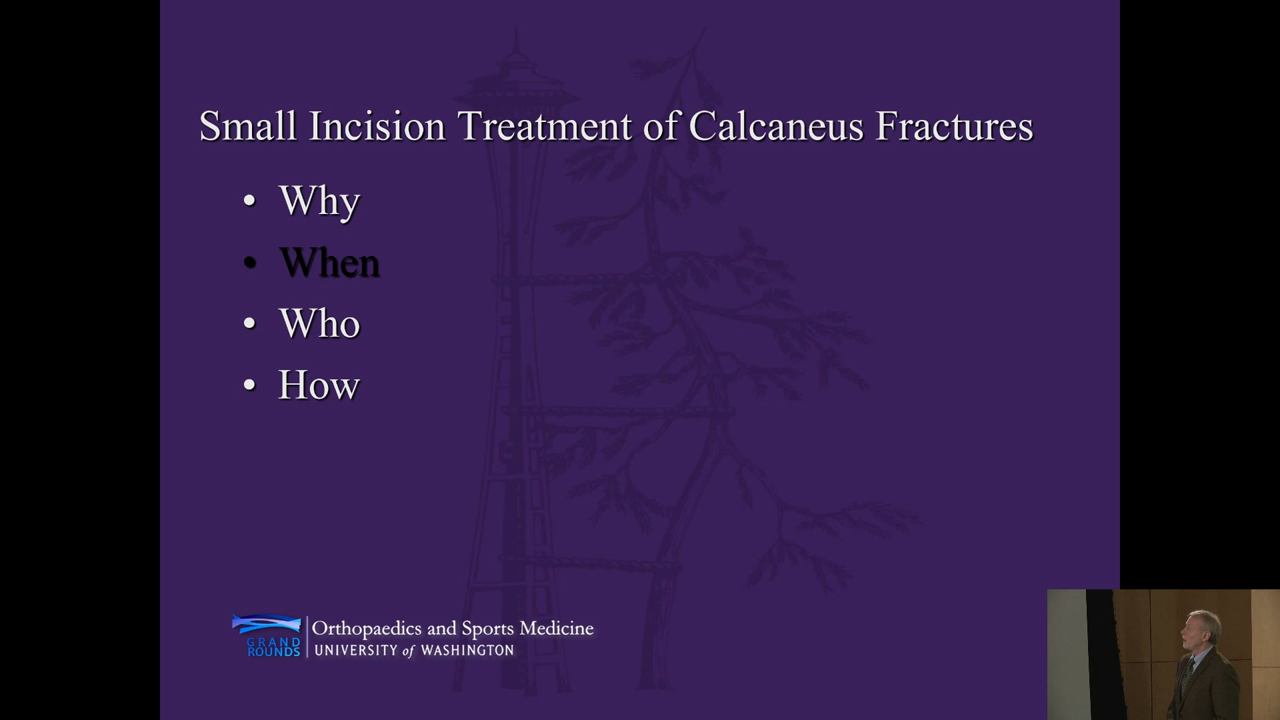 Small Incision Treatment of Calcaneus Fractures
• Why
• When
• Who
• How
GRAND
ROUNDS
Orthopaedics and Sports Medicine
UNIVERSITY of WASHINGTON